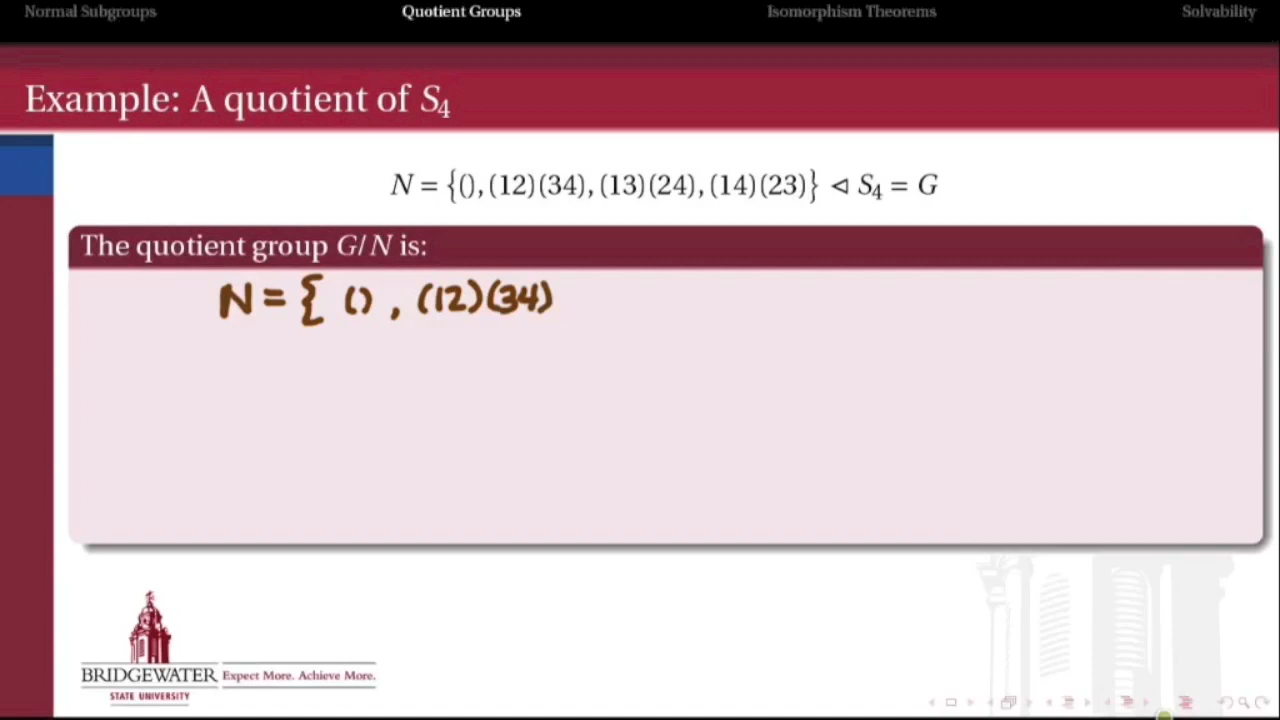 Normal Subgroups Quotient Groups Isomorphism Theorems Solvability
Example: A quotient of S₄
N = {(), (12)(34), (13)(24), (14)(23)} ⊲ S₄ = G
The quotient group G/N is:
N = { () , (12)(34)
BRIDGEWATER Expect More. Achieve More.
STATE UNIVERSITY